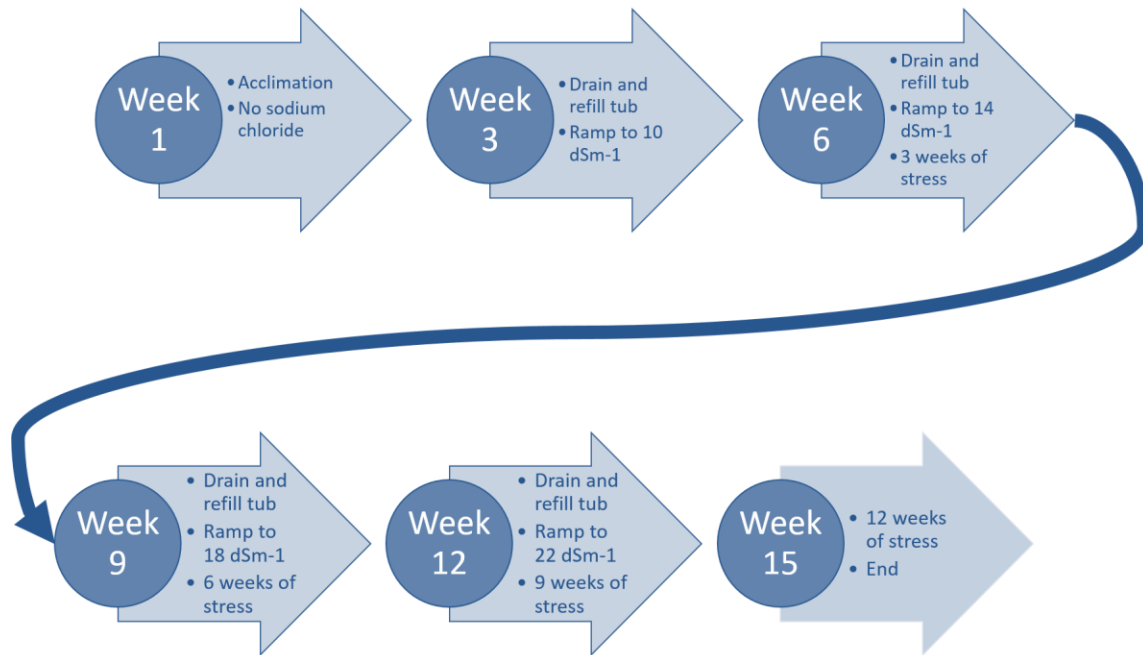 Week
1
• Acclimation
• No sodium
chloride
Week
3
• Drain and
refill tub
• Ramp to 10
dSm-1
Week
6
• Drain and
refill tub
• Ramp to 14
dSm-1
• 3 weeks of
stress
Week
9
• Drain and
refill tub
• Ramp to
18 dSm-1
• 6 weeks of
stress
Week
12
• Drain and
refill tub
• Ramp to
22 dSm-1
• 9 weeks of
stress
Week
15
• 12 weeks
of stress
• End